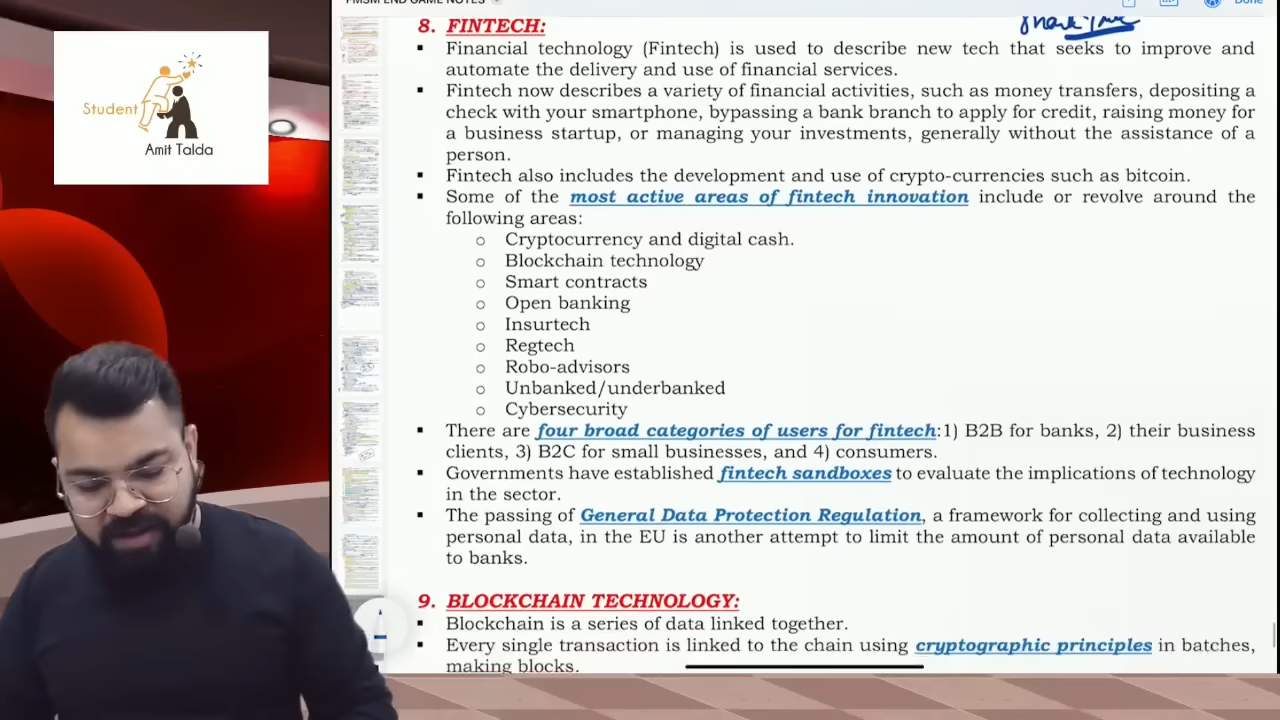 FMSM END GAME NOTES
Done
8. FINTECH:
Financial technology (Fintech) is used to describe new tech that seeks to improve and
automate the delivery and use of financial services.
Fintech now describes a variety of financial activities, such as money transfers, depositing a
check with your smartphone, bypassing a bank branch to apply for credit, raising money for
a business startup, or managing your investments, generally without the assistance of a
person.
Fintech also includes the development and use of crypto-currencies such as bitcoin.
Some of the most active areas of fintech innovation include or revolve around the
following areas:
Cryptocurrency and digital cash
Blockchain technology
Smart contracts
Open banking
Insurtech
Regtech
Robo-advisors
Unbanked/underbanked
Cybersecurity
There are four broad categories of users for fintech: 1) B2B for banks, 2) their business
clients, 3) B2C for small businesses, and 4) consumers.
Governments have established fintech sandboxes to evaluate the implications of
in the sector.
The passing of General Data Protection Regulation, a framework for collecting and using
personal data, in the EU is another attempt to limit the amount of personal data available
to banks.
9. BLOCKCHAIN TECHNOLOGY:
Blockchain is a series of data linked together.
Every single transaction is linked to the chain using cryptographic principles in batches,
making blocks.
Student
Amit Talda